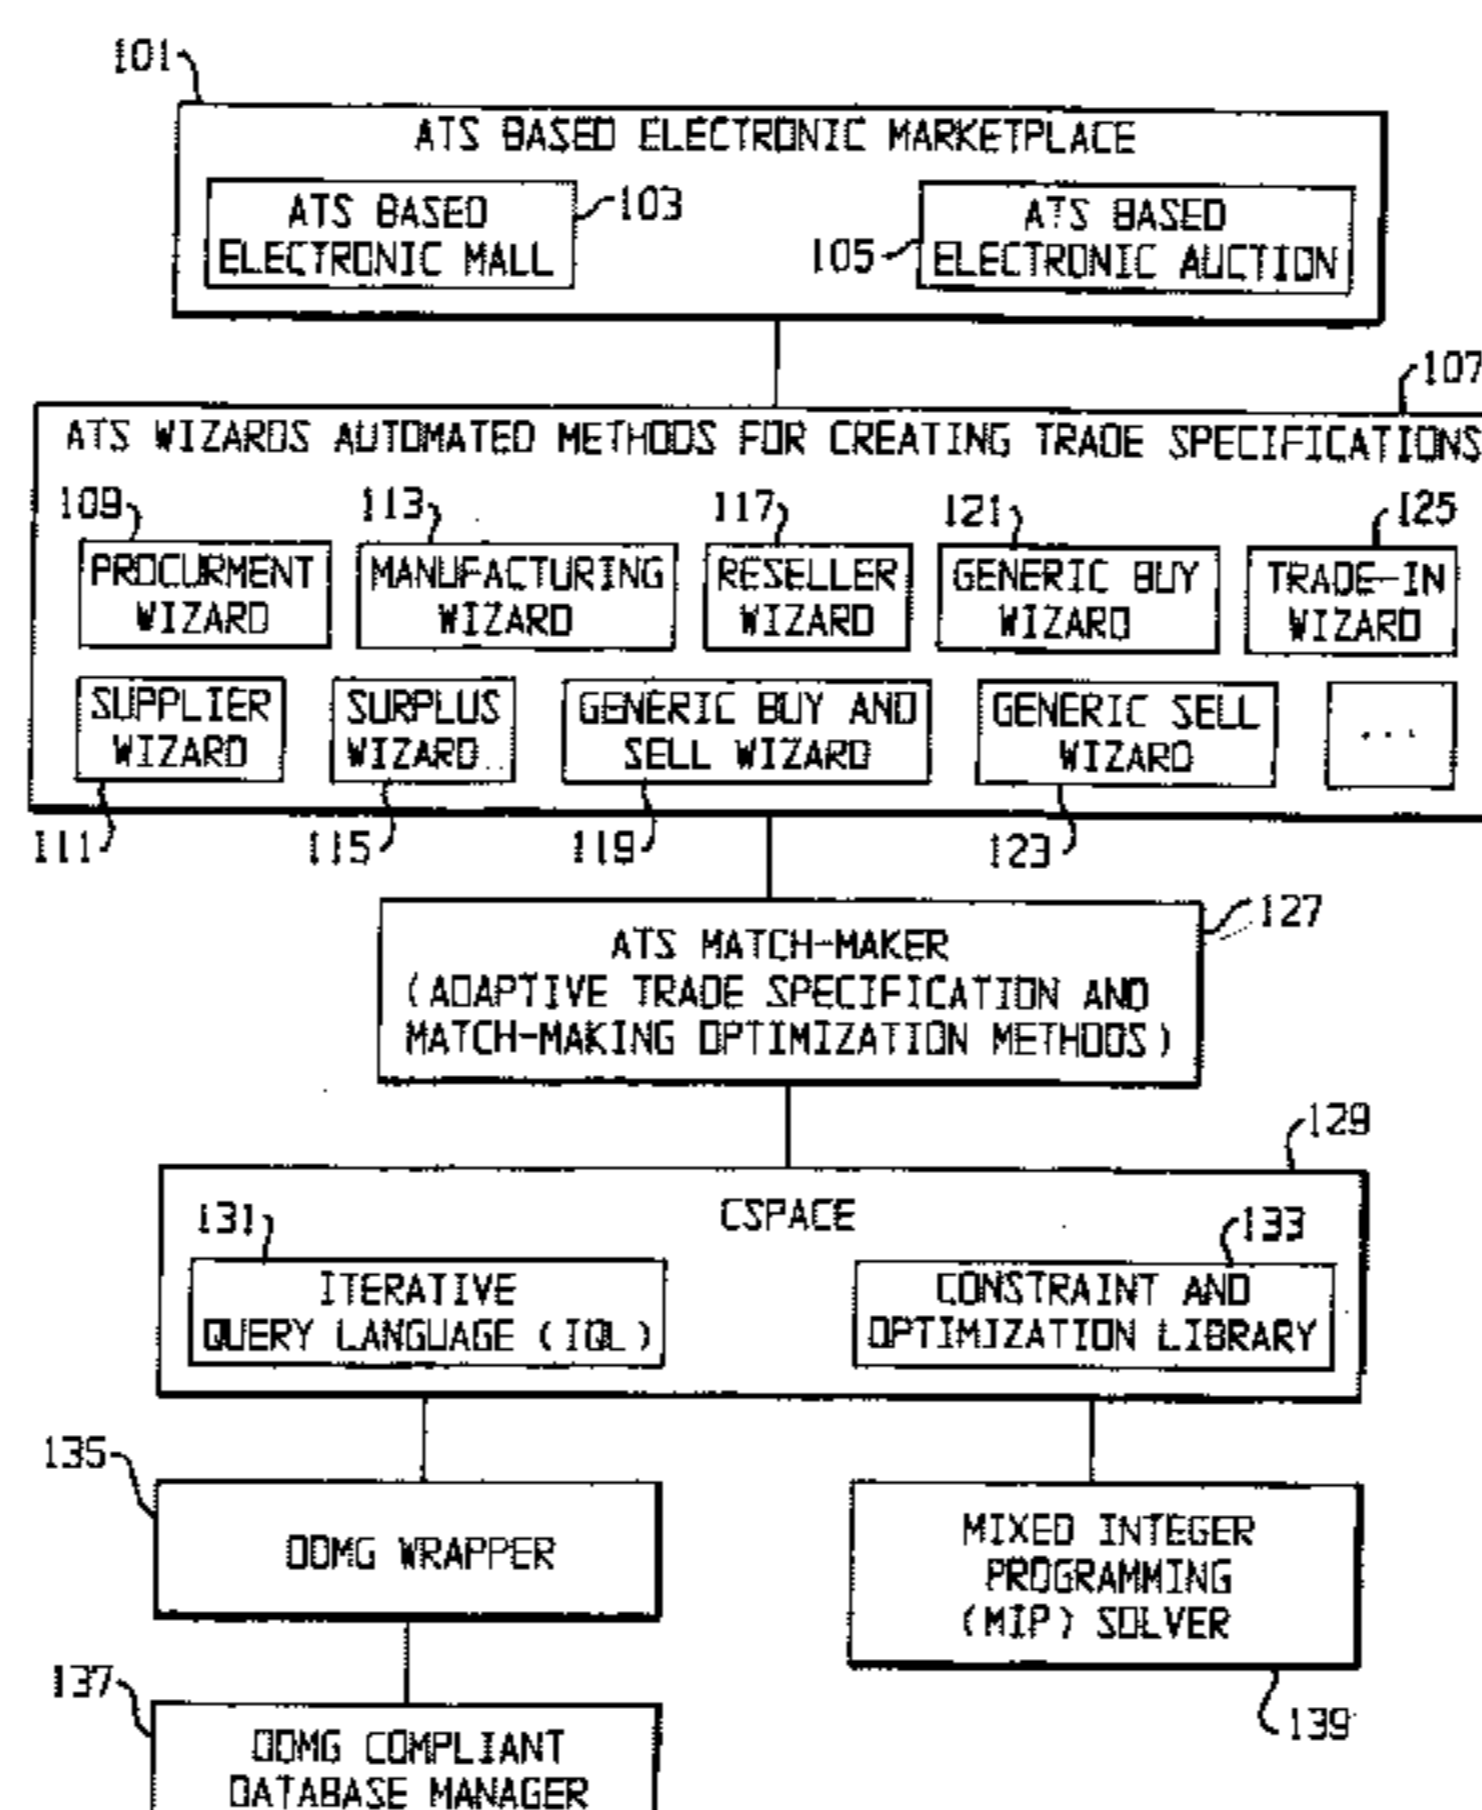 101
ATS BASED ELECTRONIC MARKETPLACE
ATS BASED
ELECTRONIC MALL
103
105
ATS BASED
ELECTRONIC AUCTION
107
ATS WIZARDS AUTOMATED METHODS FOR CREATING TRADE SPECIFICATIONS
109
113
117
121
125
PROCURMENT
WIZARD
MANUFACTURING
WIZARD
RESELLER
WIZARD
GENERIC BUY
WIZARD
TRADE-IN
WIZARD
SUPPLIER
WIZARD
SURPLUS
WIZARD
GENERIC BUY AND
SELL WIZARD
GENERIC SELL
WIZARD
...
111
115
119
123
127
ATS MATCH-MAKER
(ADAPTIVE TRADE SPECIFICATION AND
MATCH-MAKING OPTIMIZATION METHODS)
129
CSPACE
131
133
ITERATIVE
QUERY LANGUAGE (IQL)
CONSTRAINT AND
OPTIMIZATION LIBRARY
135
ODMG WRAPPER
MIXED INTEGER
PROGRAMMING
(MIP) SOLVER
137
139
ODMG COMPLIANT
DATABASE MANAGER